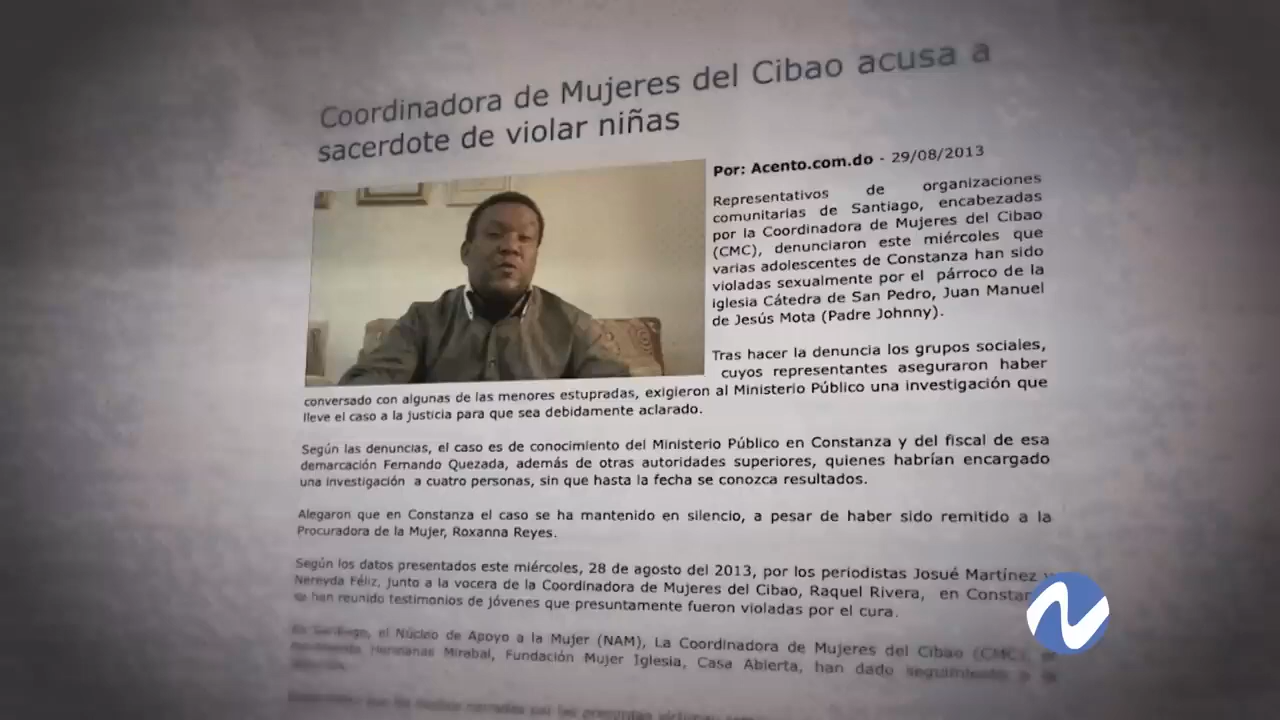 Coordinadora de Mujeres del Cibao acusa a
sacerdote de violar niñas
Por: Acento.com.do - 29/08/2013
Representativos de organizaciones
comunitarias de Santiago, encabezadas
por la Coordinadora de Mujeres del Cibao
(CMC), denunciaron este miércoles que
varias adolescentes de Constanza han sido
violadas sexualmente por el párroco de la
iglesia Cátedra de San Pedro, Juan Manuel
de Jesús Mota (Padre Johnny).
Tras hacer la denuncia los grupos sociales,
cuyos representantes aseguraron haber
conversado con algunas de las menores estupradas, exigieron al Ministerio Público una investigación que
lleve el caso a la justicia para que sea debidamente aclarado.
Según las denuncias, el caso es de conocimiento del Ministerio Público en Constanza y del fiscal de esa
demarcación Fernando Quezada, además de otras autoridades superiores, quienes habrían encargado
una investigación a cuatro personas, sin que hasta la fecha se conozca resultados.
Alegaron que en Constanza el caso se ha mantenido en silencio, a pesar de haber sido remitido a la
Procuradora de la Mujer, Roxanna Reyes.
Según los datos presentados este miércoles, 28 de agosto del 2013, por los periodistas Josué Martínez y
Nereyda Féliz, junto a la vocera de la Coordinadora de Mujeres del Cibao, Raquel Rivera, en
se han reunido testimonios de jóvenes que presuntamente fueron violadas por el cura.
En Santiago, el Núcleo de Apoyo a la Mujer (NAM), La Coordinadora de Mujeres del Cibao (CMC), el
Hermanas Mirabal, Fundación Mujer Iglesia, Casa Abierta, han dado seguimiento a la